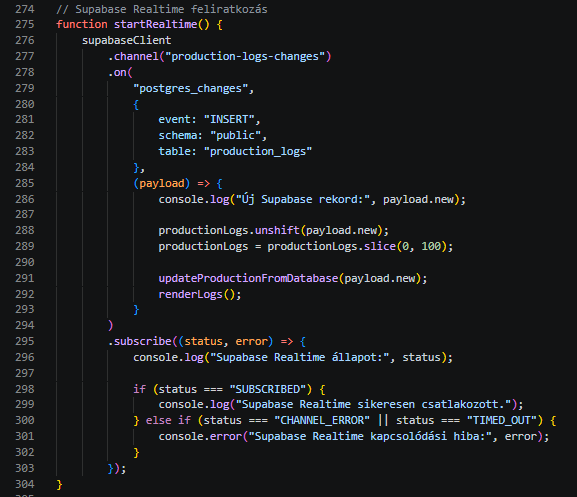 274 // Supabase Realtime feliratkozás
275 function startRealtime() {
276     supabaseClient
277         .channel("production-logs-changes")
278         .on(
279             "postgres_changes",
280             {
281                 event: "INSERT",
282                 schema: "public",
283                 table: "production_logs"
284             },
285             (payload) => {
286                 console.log("Új Supabase rekord:", payload.new);
287
288                 productionLogs.unshift(payload.new);
289                 productionLogs = productionLogs.slice(0, 100);
290
291                 updateProductionFromDatabase(payload.new);
292                 renderLogs();
293             }
294         )
295         .subscribe((status, error) => {
296             console.log("Supabase Realtime állapot:", status);
297
298             if (status === "SUBSCRIBED") {
299                 console.log("Supabase Realtime sikeresen csatlakozott.");
300             } else if (status === "CHANNEL_ERROR" || status === "TIMED_OUT") {
301                 console.error("Supabase Realtime kapcsolódási hiba:", error);
302             }
303         });
304 }